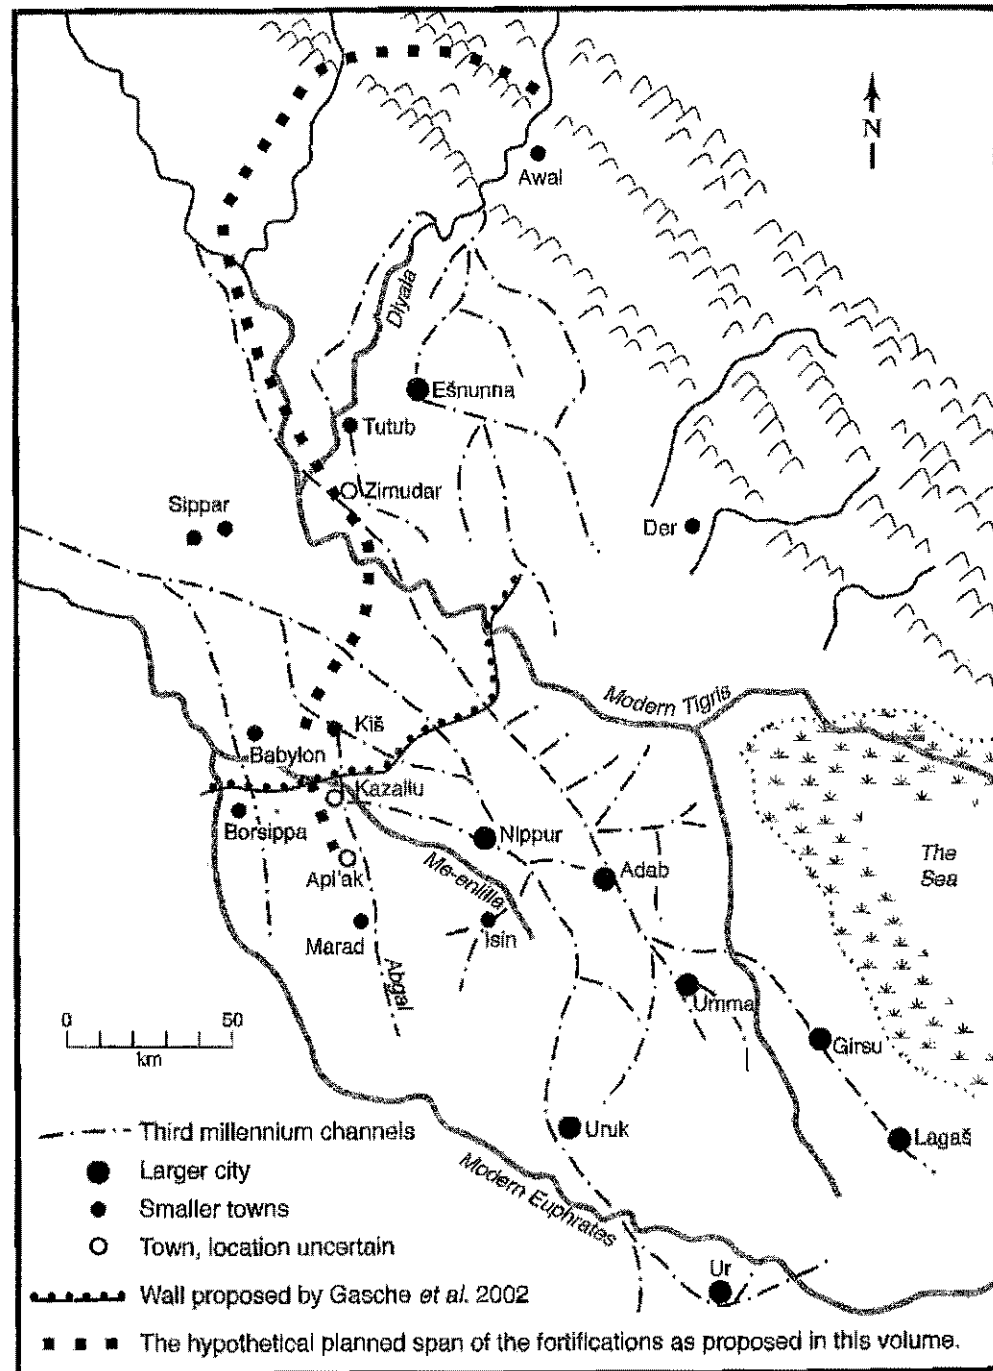 N
Awal
Diyala
Ešnunna
Tutub
Zimudar
Sippar
Der
Modern Tigris
Kiš
Babylon
Kazallu
Borsippa
Nippur
The
Sea
Adab
Api'ak
Me-enlilla
Marad
Isin
Abgal
Umma
0 50
km
Girsu
Uruk
Lagaš
Modern Euphrates
Ur
Third millennium channels
Larger city
Smaller towns
Town, location uncertain
Wall proposed by Gasche et al. 2002
The hypothetical planned span of the fortifications as proposed in this volume.